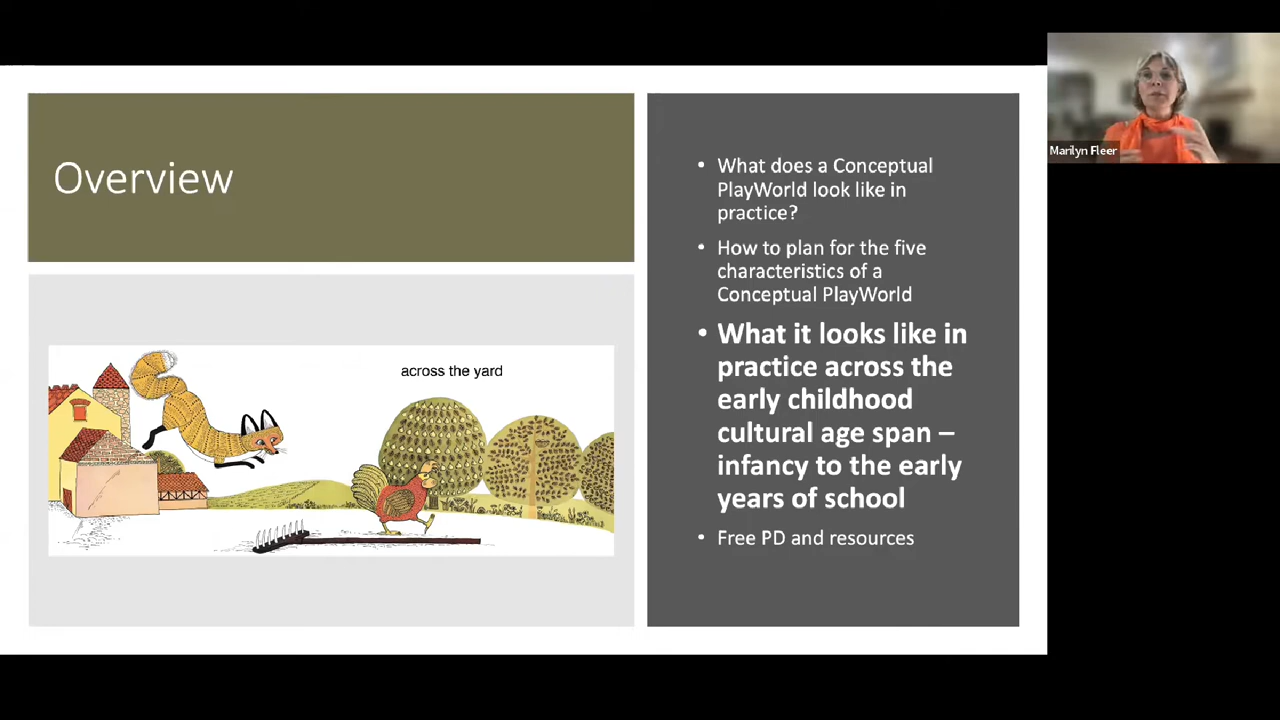 Overview
across the yard
• What does a Conceptual
PlayWorld look like in
practice?
• How to plan for the five
characteristics of a
Conceptual PlayWorld
• What it looks like in
practice across the
early childhood
cultural age span –
infancy to the early
years of school
• Free PD and resources
Marilyn Fleer